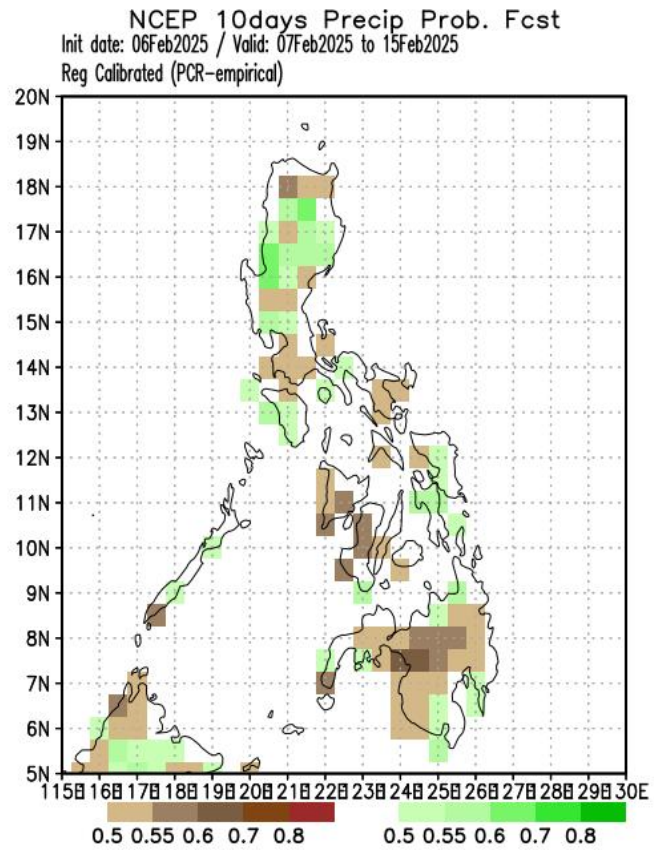 NCEP 10days Precip Prob. Fcst
Init date: 06Feb2025 / Valid: 07Feb2025 to 15Feb2025
Reg Calibrated (PCR-empirical)
20N
19N
18N
17N
16N
15N
14N
13N
12N
11N
10N
9N
8N
7N
6N
5N
115E 116E 117E 118E 119E 120E 121E 122E 123E 124E 125E 126E 127E 128E 129E 130E
0.5 0.55 0.6 0.7 0.8 0.5 0.55 0.6 0.7 0.8